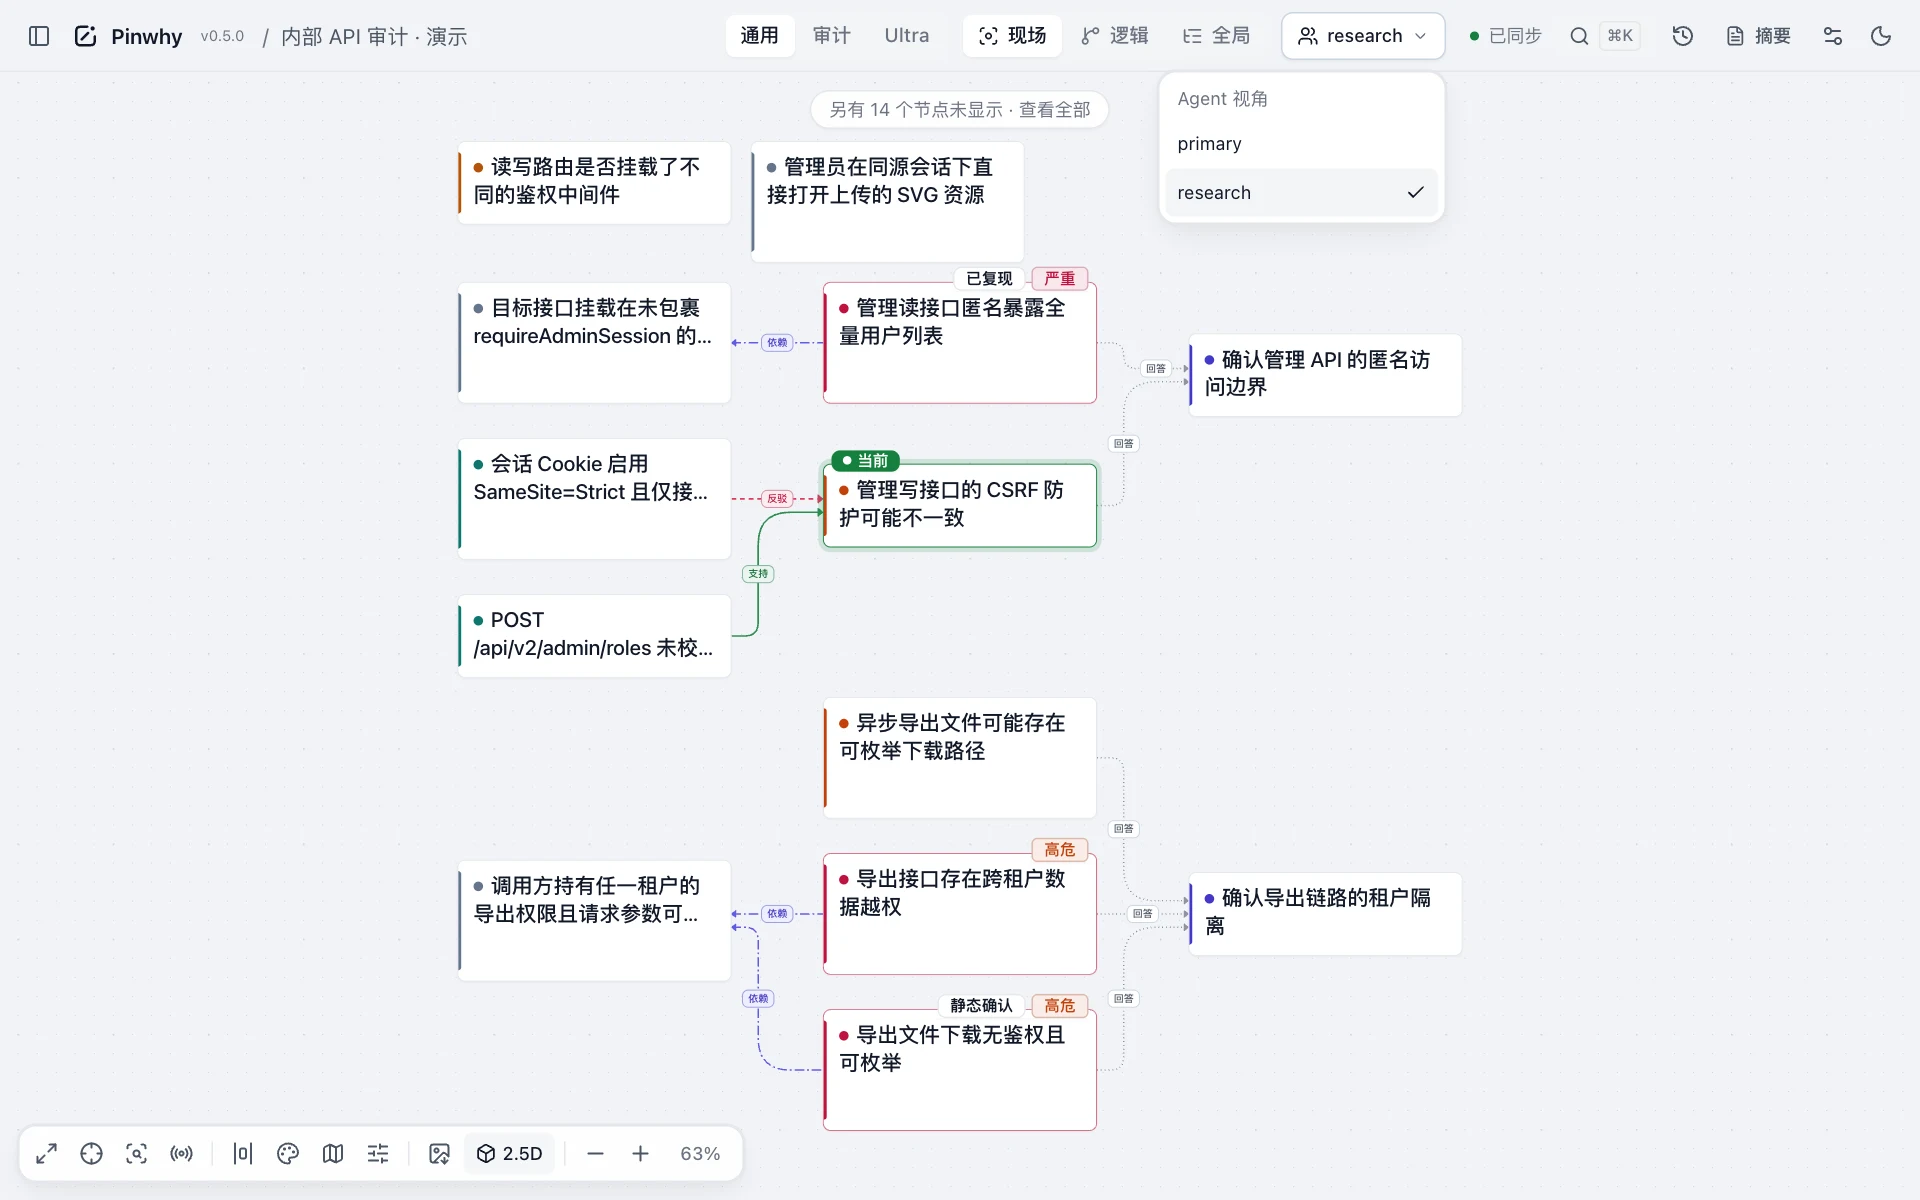 Pinwhy v0.5.0 / 内部 API 审计 · 演示
通用 审计 Ultra
现场 逻辑 全局
research
已同步
⌘K
摘要
另有 14 个节点未显示 · 查看全部
Agent 视角
primary
research
读写路由是否挂载了不
同的鉴权中间件
管理员在同源会话下直
接打开上传的 SVG 资源
目标接口挂载在未包裹
requireAdminSession 的...
依赖
已复现
严重
管理读接口匿名暴露全
量用户列表
回答
确认管理 API 的匿名访
问边界
回答
会话 Cookie 启用
SameSite=Strict 且仅接...
反驳
当前
管理写接口的 CSRF 防
护可能不一致
支持
POST
/api/v2/admin/roles 未校...
异步导出文件可能存在
可枚举下载路径
回答
调用方持有任一租户的
导出权限且请求参数可...
依赖
高危
导出接口存在跨租户数
据越权
回答
确认导出链路的租户隔
离
依赖
静态确认
高危
导出文件下载无鉴权且
可枚举
回答
2.5D
63%